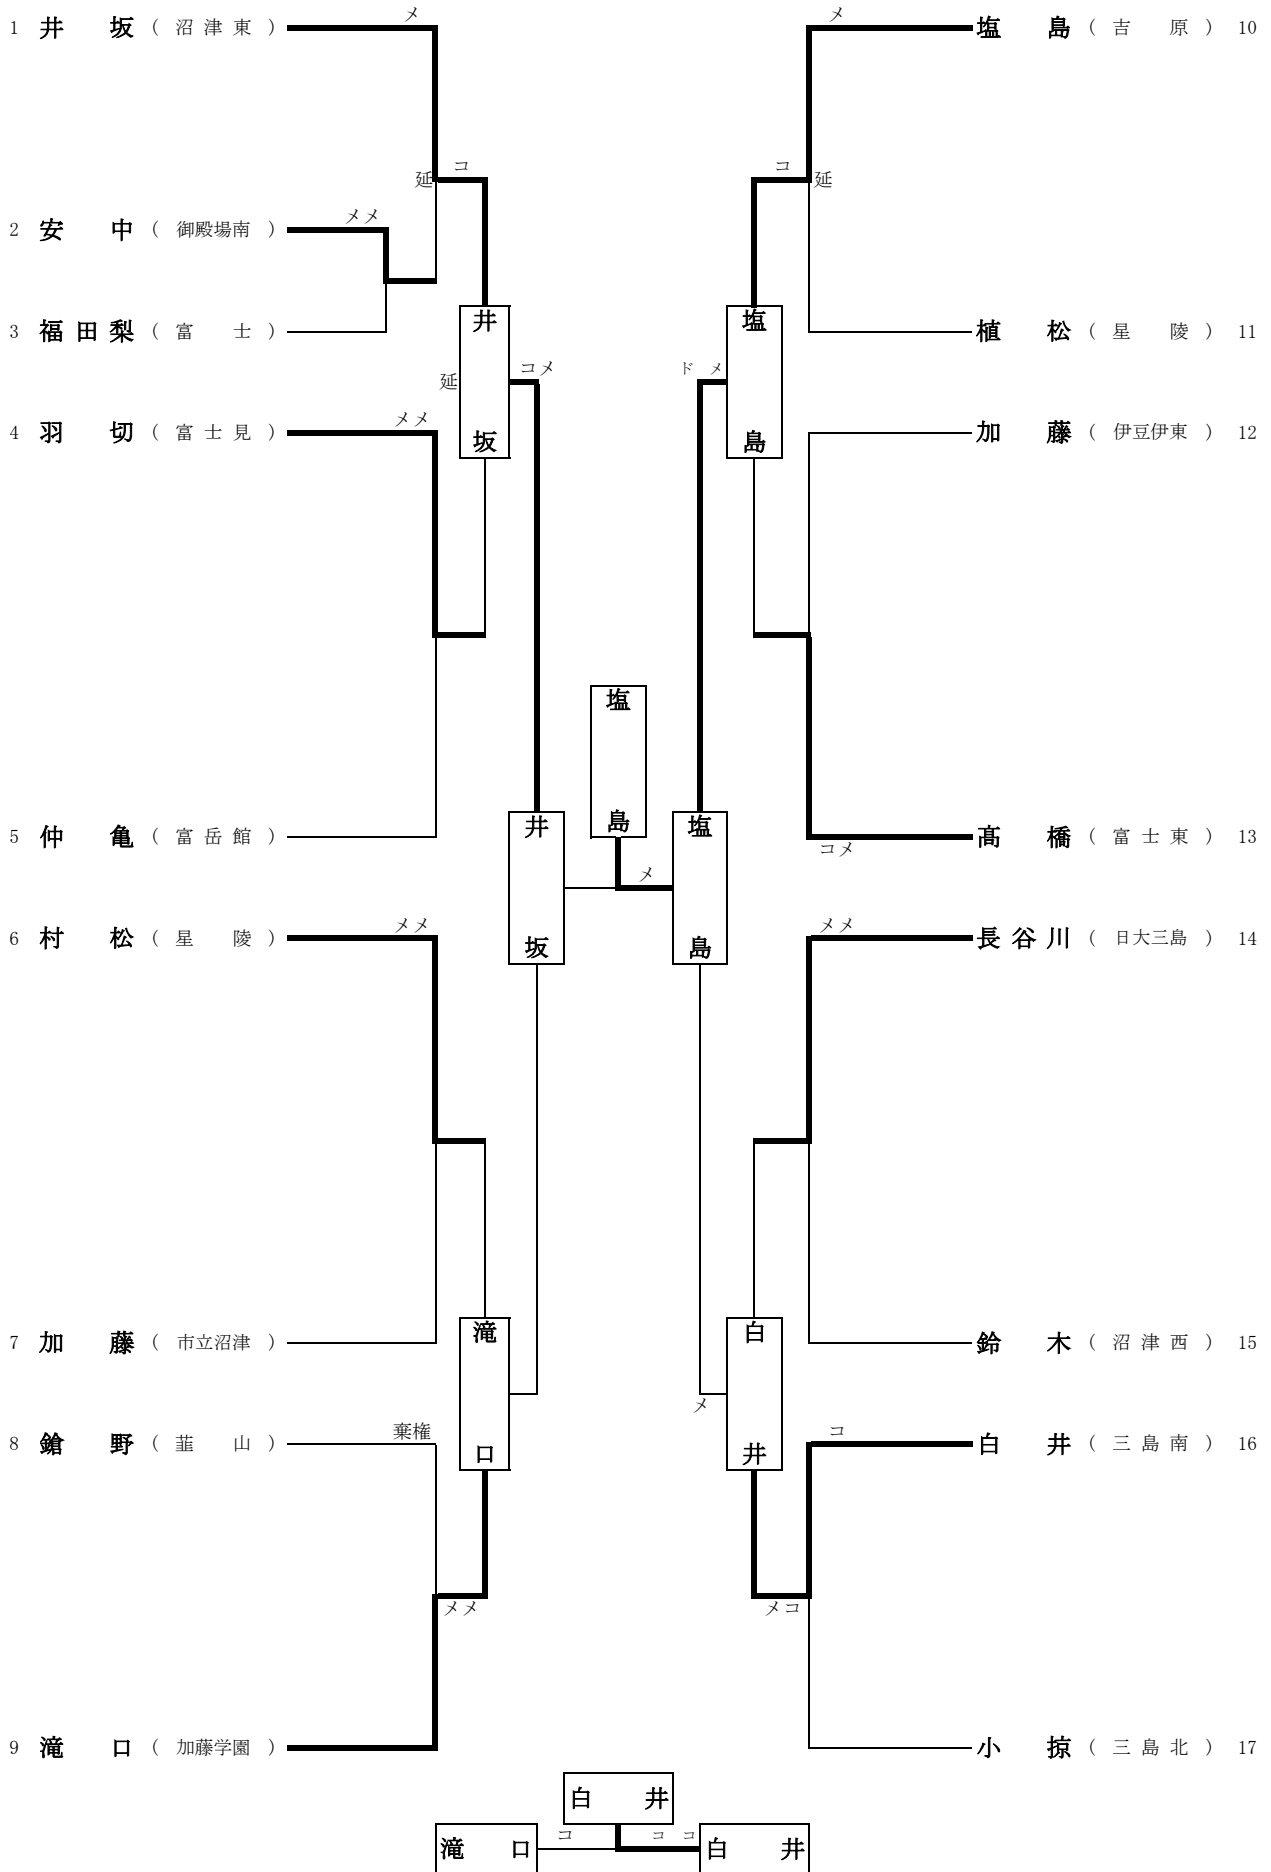 メ
メ
1 井 坂 ( 沼 津 東 )
塩 島 ( 吉 原 ) 10
コ
コ
延
延
メメ
2 安 中 ( 御殿場南 )
3 福 田 梨 ( 富 士 )
井 坂
塩 島
植 松 ( 星 陵 ) 11
コメ
ド メ
延
メメ
4 羽 切 ( 富 士 見 )
加 藤 ( 伊豆伊東 ) 12
塩 島
5 仲 亀 ( 富 岳 館 )
井 坂
塩 島
髙 橋 ( 富 士 東 ) 13
コメ
メ
メメ
メメ
6 村 松 ( 星 陵 )
長 谷 川 ( 日大三島 ) 14
滝 口
白 井
7 加 藤 ( 市立沼津 )
鈴 木 ( 沼 津 西 ) 15
メ
棄権
コ
8 鎗 野 ( 韮 山 )
白 井 ( 三 島 南 ) 16
メメ
メコ
9 滝 口 ( 加藤学園 )
小 掠 ( 三 島 北 ) 17
白 井
コ
コ コ
滝 口
白 井